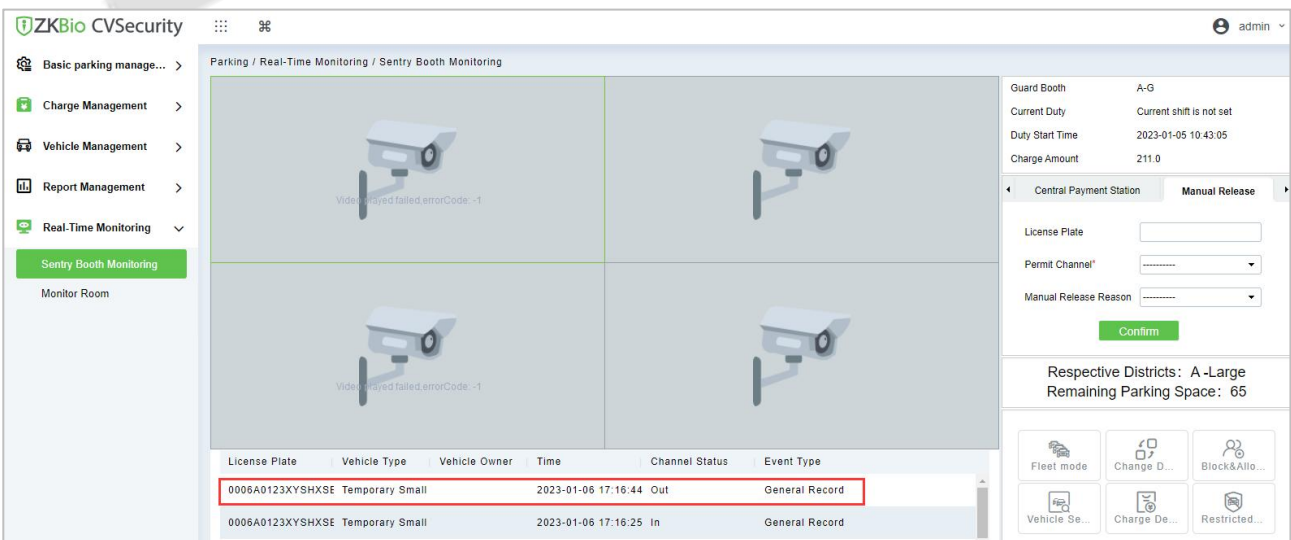 ZKBio CVSecurity
admin
Basic parking manage...
Charge Management
Vehicle Management
Report Management
Real-Time Monitoring
Sentry Booth Monitoring
Monitor Room
Parking / Real-Time Monitoring / Sentry Booth Monitoring
Video played failed,errorCode: -1
Video played failed,errorCode: -1
License Plate Vehicle Type Vehicle Owner Time Channel Status Event Type
0006A0123XYSHXSE Temporary Small 2023-01-06 17:16:44 Out General Record
0006A0123XYSHXSE Temporary Small 2023-01-06 17:16:25 In General Record
Guard Booth A-G
Current Duty Current shift is not set
Duty Start Time 2023-01-05 10:43:05
Charge Amount 211.0
Central Payment Station Manual Release
License Plate
Permit Channel* ----------
Manual Release Reason ----------
Confirm
Respective Districts: A -Large
Remaining Parking Space: 65
Fleet mode Change D... Block&Allo...
Vehicle Se... Charge De... Restricted...